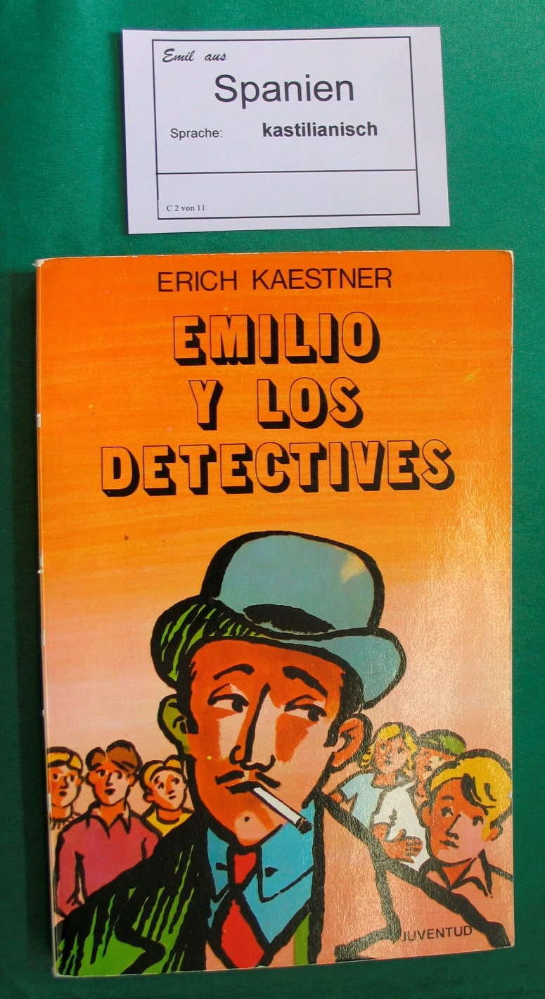 Emil aus
Spanien
Sprache: kastilianisch
C 2 von 11
ERICH KAESTNER
EMILIO
Y LOS
DETECTIVES
JUVENTUD